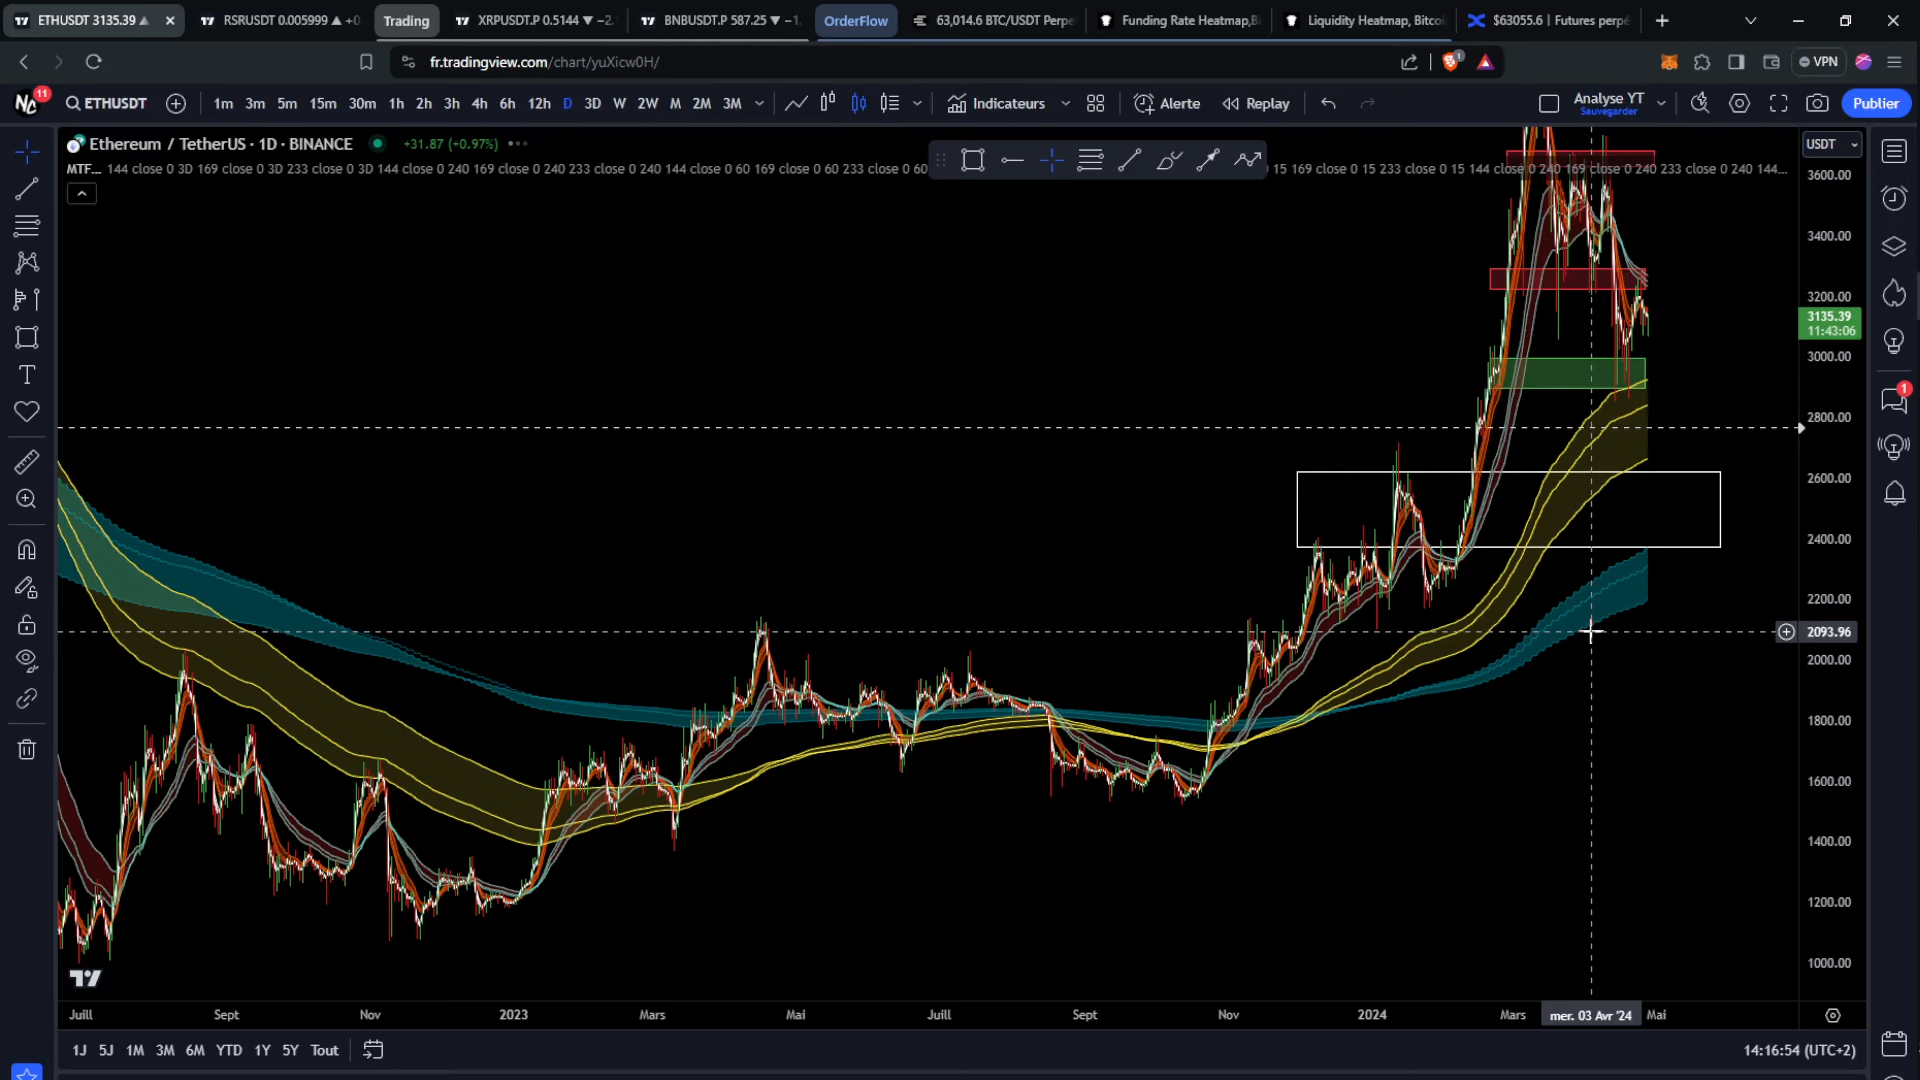 ETHUSDT 3135.39
RSRUSDT 0.005999 ▲ +0
Trading
XRPUSDT.P 0.5144 ▼ −2.
BNBUSDT.P 587.25 ▼ −1.
OrderFlow
63,014.6 BTC/USDT Perpe
Funding Rate Heatmap,Bi
Liquidity Heatmap, Bitcoi
$63055.6 | Futures perpé
fr.tradingview.com/chart/yuXicw0H/
1
VPN
11
ETHUSDT
1m 3m 5m 15m 30m 1h 2h 3h 4h 6h 12h D 3D W 2W M 2M 3M
Indicateurs
Alerte
Replay
Analyse YT
Sauvegarder
Publier
Ethereum / TetherUS · 1D · BINANCE
+31.87 (+0.97%)
USDT
MTF... 144 close 0 3D 169 close 0 3D 233 close 0 3D 144 close 0 240 169 close 0 240 233 close 0 240 144 close 0 60 169 close 0 60 233 close 0 60
15 169 close 0 15 233 close 0 15 144 close 0 240 169 close 0 240 233 close 0 240 144...
3600.00
3400.00
3200.00
3135.39
11:43:06
3000.00
2800.00
2600.00
2400.00
2200.00
2093.96
2000.00
1800.00
1600.00
1400.00
1200.00
1000.00
1
Juill Sept Nov 2023 Mars Mai Juill Sept Nov 2024 Mars mer. 03 Avr '24 Mai
1J 5J 1M 3M 6M YTD 1Y 5Y Tout
14:16:54 (UTC+2)